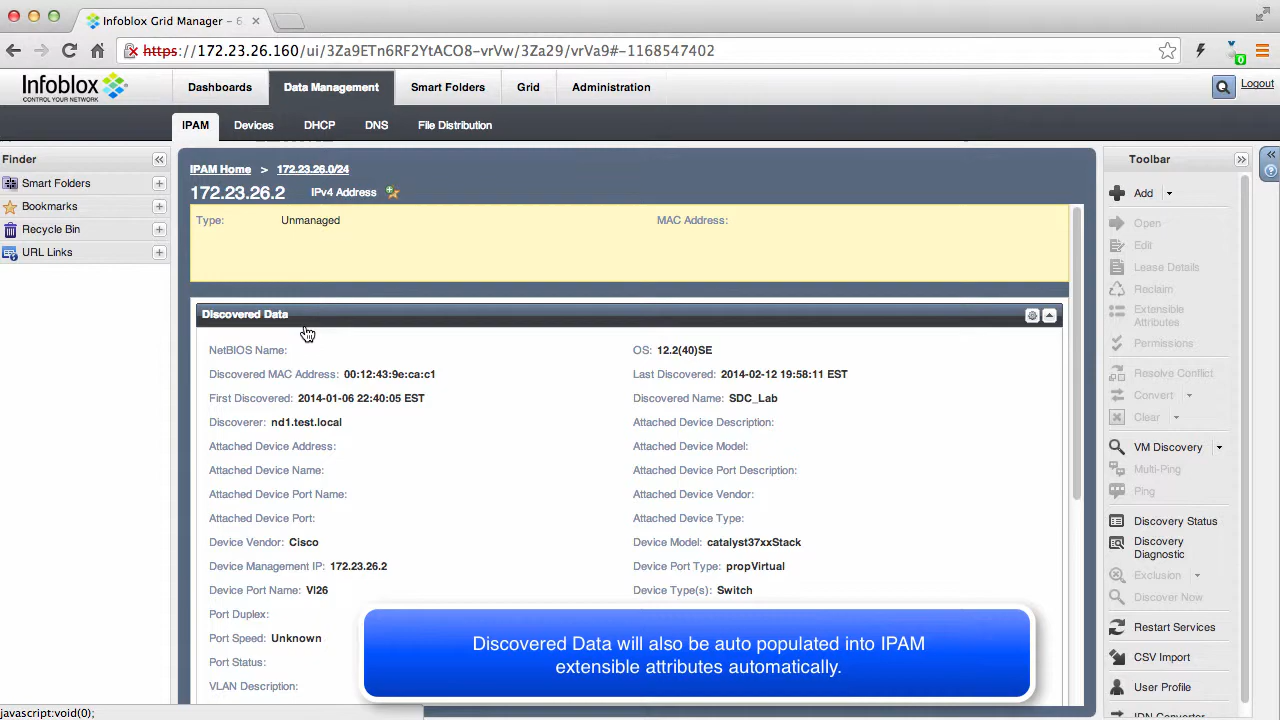 Infoblox Grid Manager – 6
https://172.23.26.160/ui/3Za9ETn6RF2YtACO8-vrVw/3Za29/vrVa9#-1168547402
0
Infoblox
CONTROL YOUR NETWORK
Dashboards
Data Management
Smart Folders
Grid
Administration
Logout
IPAM
Devices
DHCP
DNS
File Distribution
Finder
Smart Folders
Bookmarks
Recycle Bin
URL Links
IPAM Home > 172.23.26.0/24
172.23.26.2 IPv4 Address
Type: Unmanaged
MAC Address:
Discovered Data
NetBIOS Name:
OS: 12.2(40)SE
Discovered MAC Address: 00:12:43:9e:ca:c1
Last Discovered: 2014-02-12 19:58:11 EST
First Discovered: 2014-01-06 22:40:05 EST
Discovered Name: SDC_Lab
Discoverer: nd1.test.local
Attached Device Description:
Attached Device Address:
Attached Device Model:
Attached Device Name:
Attached Device Port Description:
Attached Device Port Name:
Attached Device Vendor:
Attached Device Port:
Attached Device Type:
Device Vendor: Cisco
Device Model: catalyst37xxStack
Device Management IP: 172.23.26.2
Device Port Type: propVirtual
Device Port Name: Vl26
Device Type(s): Switch
Port Duplex:
Port Speed: Unknown
Port Status:
VLAN Description:
Discovered Data will also be auto populated into IPAM
extensible attributes automatically.
Toolbar
Add
Open
Edit
Lease Details
Reclaim
Extensible
Attributes
Permissions
Resolve Conflict
Convert
Clear
VM Discovery
Multi-Ping
Ping
Discovery Status
Discovery
Diagnostic
Exclusion
Discover Now
Restart Services
CSV Import
User Profile
IDN Converter
javascript:void(0);